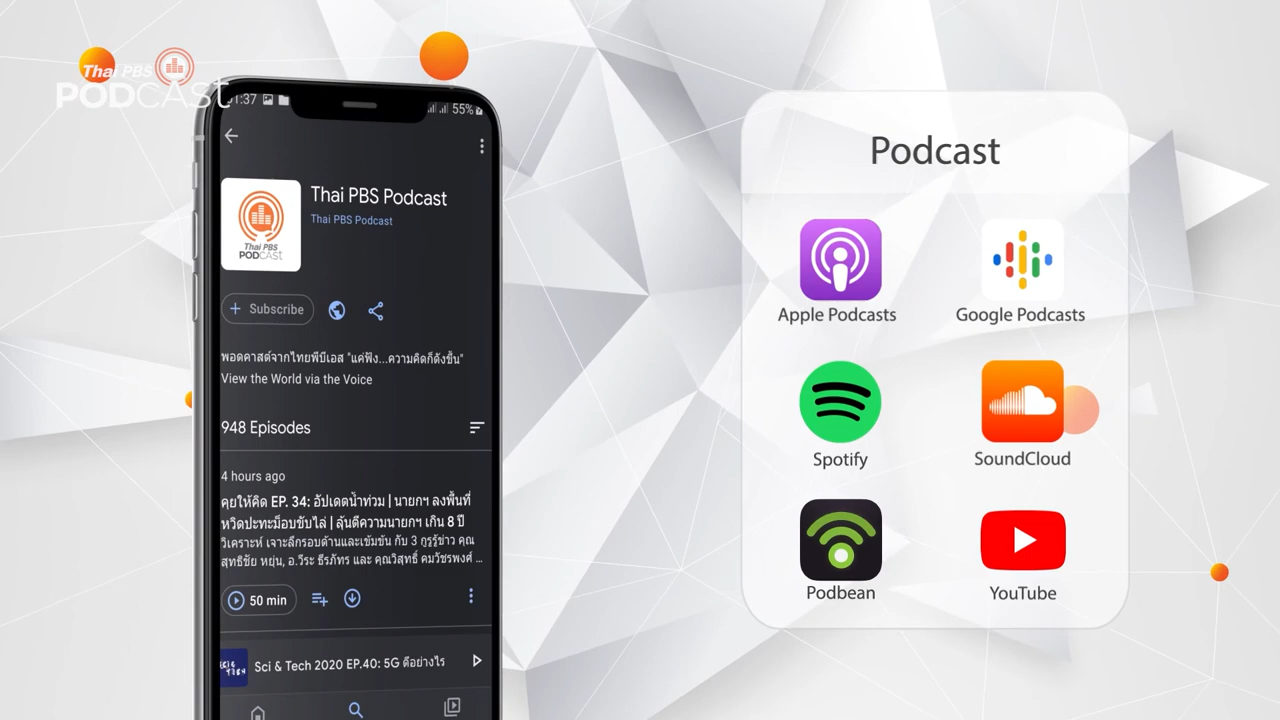 Thai PBS
PODCAST
1:37
55%
Thai PBS Podcast
Thai PBS Podcast
Thai PBS
PODCAST
+ Subscribe
พอดคาสต์จากไทยพีบีเอส "แค่ฟัง...ความคิดก็ดังขึ้น"
View the World via the Voice
948 Episodes
4 hours ago
คุยให้คิด EP. 34: อัปเดตน้ำท่วม | นายกฯ ลงพื้นที่
หวิดปะทะม็อบขับไล่ | ลุ้นตีความนายกฯ เกิน 8 ปี
วิเคราะห์ เจาะลึกรอบด้านและเข้มข้น กับ 3 กูรูรู้ข่าว คุณ
สุทธิชัย หยุ่น, อ.วีระ ธีรภัทร และ คุณวิสุทธิ์ คมวัชรพงศ์ ...
50 min
Sci & Tech 2020 EP.40: 5G ดีอย่างไร
Podcast
Apple Podcasts
Google Podcasts
Spotify
SoundCloud
Podbean
YouTube